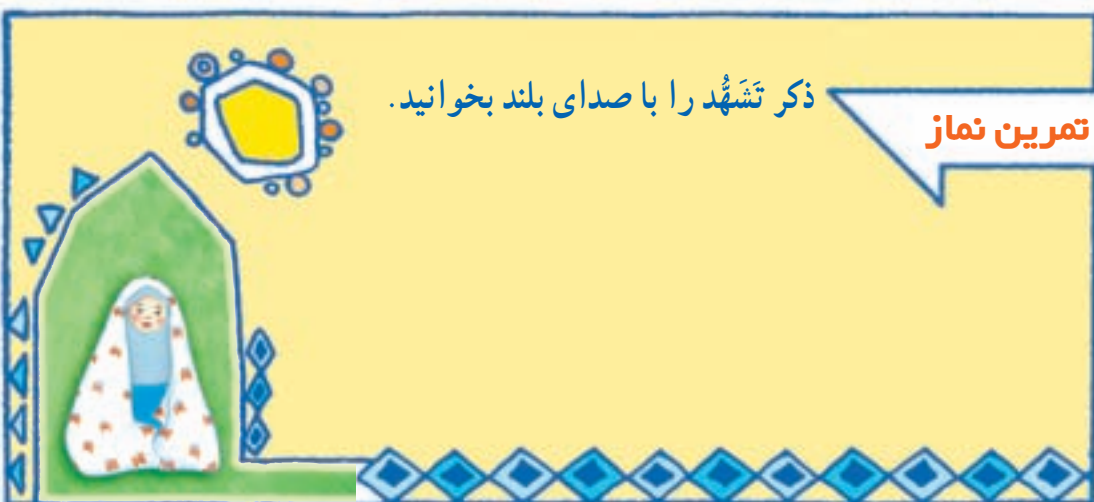 تمرین نماز
ذکر تَشَهُّد را با صدای بلند بخوانید.